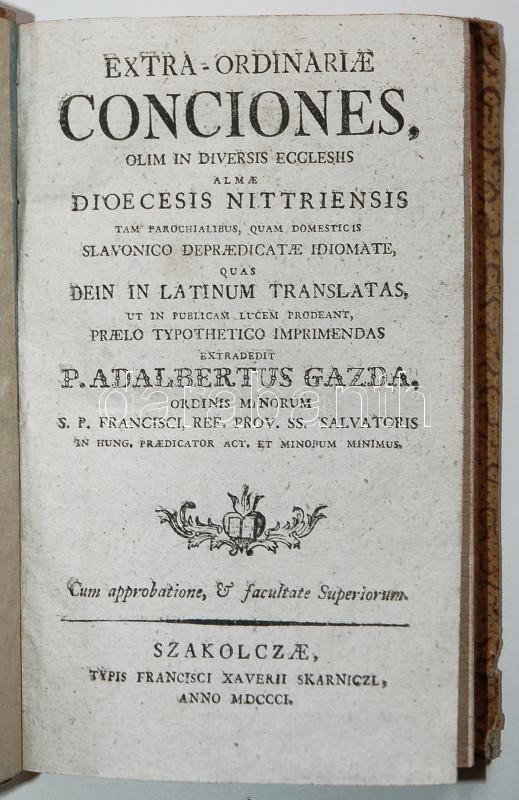 EXTRA-ORDINARIÆ
CONCIONES,
OLIM IN DIVERSIS ECCLESIIS
ALMÆ
DIOECESIS NITTRIENSIS
TAM PAROCHIALIBUS, QUAM DOMESTICIS
SLAVONICO DEPRÆDICATÆ IDIOMATE,
QUAS
DEIN IN LATINUM TRANSLATAS,
UT IN PUBLICAM LUCEM PRODEANT,
PRÆLO TYPOTHETICO IMPRIMENDAS
EXTRADEDIT
P. ADALBERTUS GAZDA,
darabanth
ORDINIS MINORUM
S. P. FRANCISCI, REF. PROV. SS. SALVATORIS
IN HUNG. PRÆDICATOR ACT. ET MINORUM MINIMUS.
Cum approbatione, & facultate Superiorum.
SZAKOLCZÆ,
TYPIS FRANCISCI XAVERII SKARNICZL,
ANNO MDCCCI.